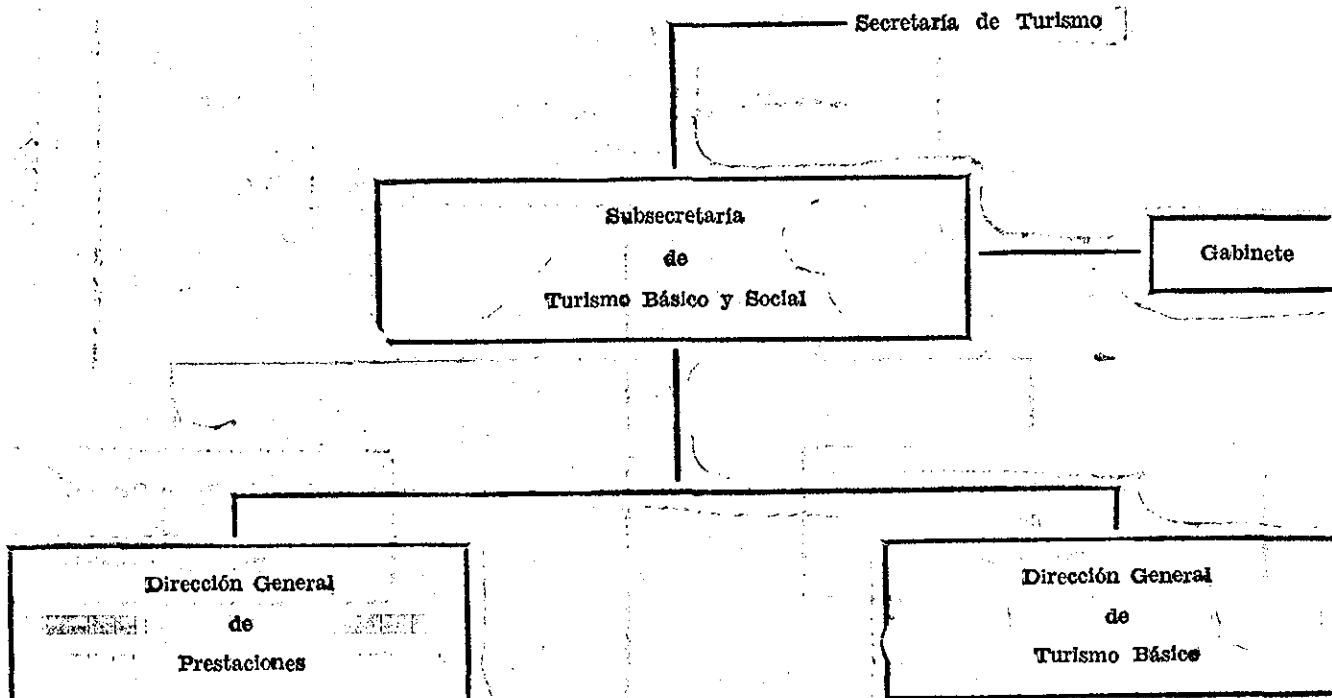 Secretaría de Turismo
Subsecretaría
de
Turismo Básico y Social
Gabinete
Dirección General
de
Prestaciones
Dirección General
de
Turismo Básico